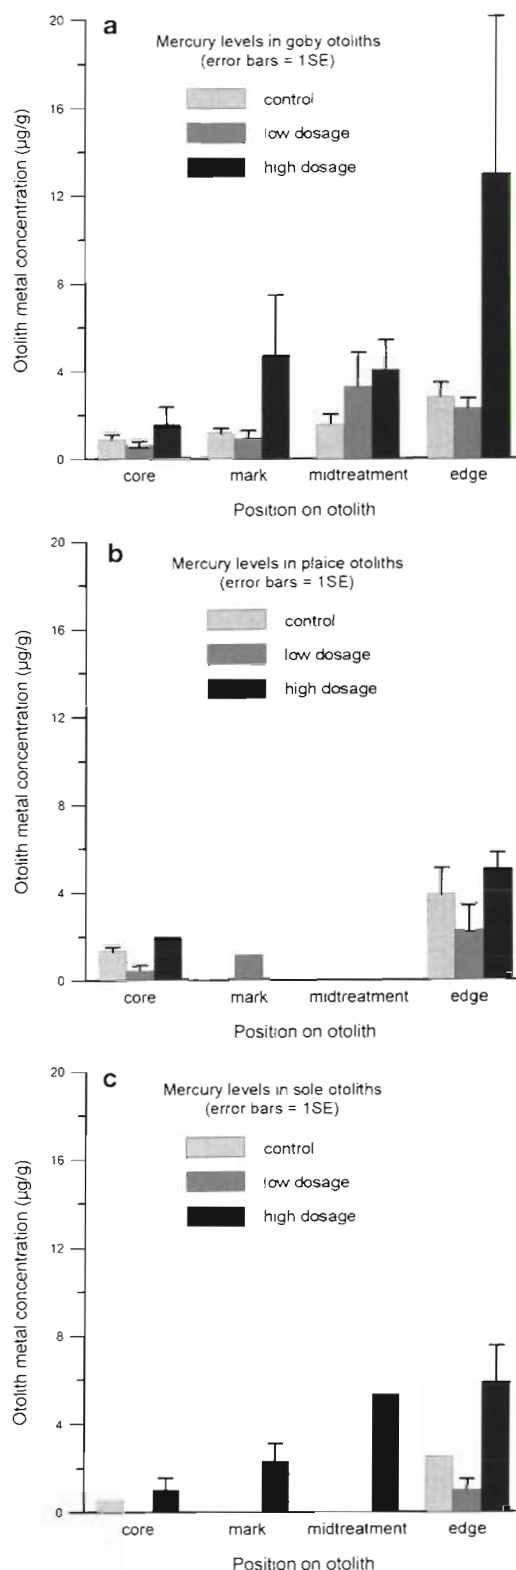 a
Mercury levels in goby otoliths
(error bars = 1SE)
control
low dosage
high dosage
Otolith metal concentration (µg/g)
20
16
12
8
4
0
core mark midtreatment edge
Position on otolith
b
Mercury levels in plaice otoliths
(error bars = 1SE)
control
low dosage
high dosage
Otolith metal concentration (µg/g)
20
16
12
8
4
0
core mark midtreatment edge
Position on otolith
c
Mercury levels in sole otoliths
(error bars = 1SE)
control
low dosage
high dosage
Otolith metal concentration (µg/g)
20
16
12
8
4
0
core mark midtreatment edge
Position on otolith